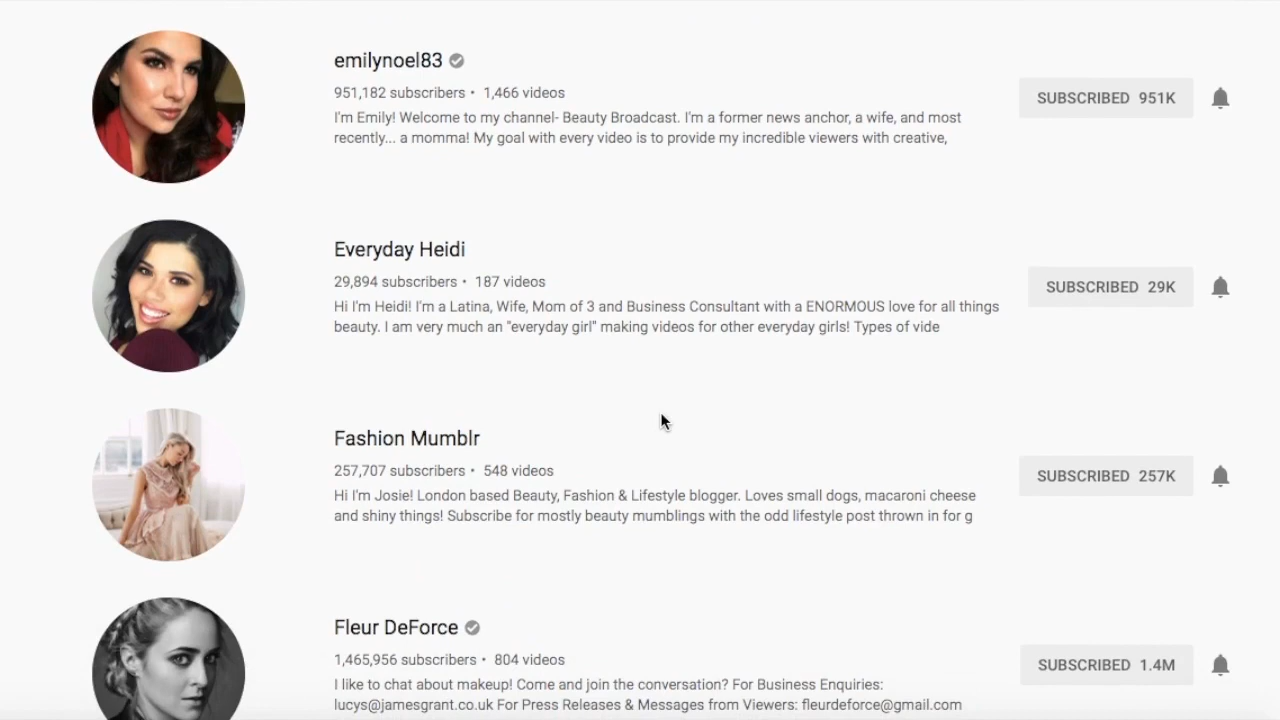 emilynoel83
951,182 subscribers • 1,466 videos
I'm Emily! Welcome to my channel- Beauty Broadcast. I'm a former news anchor, a wife, and most
recently... a momma! My goal with every video is to provide my incredible viewers with creative,
SUBSCRIBED 951K
Everyday Heidi
29,894 subscribers • 187 videos
Hi I'm Heidi! I'm a Latina, Wife, Mom of 3 and Business Consultant with a ENORMOUS love for all things
beauty. I am very much an "everyday girl" making videos for other everyday girls! Types of vide
SUBSCRIBED 29K
Fashion Mumblr
257,707 subscribers • 548 videos
Hi I'm Josie! London based Beauty, Fashion & Lifestyle blogger. Loves small dogs, macaroni cheese
and shiny things! Subscribe for mostly beauty mumblings with the odd lifestyle post thrown in for g
SUBSCRIBED 257K
Fleur DeForce
1,465,956 subscribers • 804 videos
I like to chat about makeup! Come and join the conversation? For Business Enquiries:
lucys@jamesgrant.co.uk For Press Releases & Messages from Viewers: fleurdeforce@gmail.com
SUBSCRIBED 1.4M